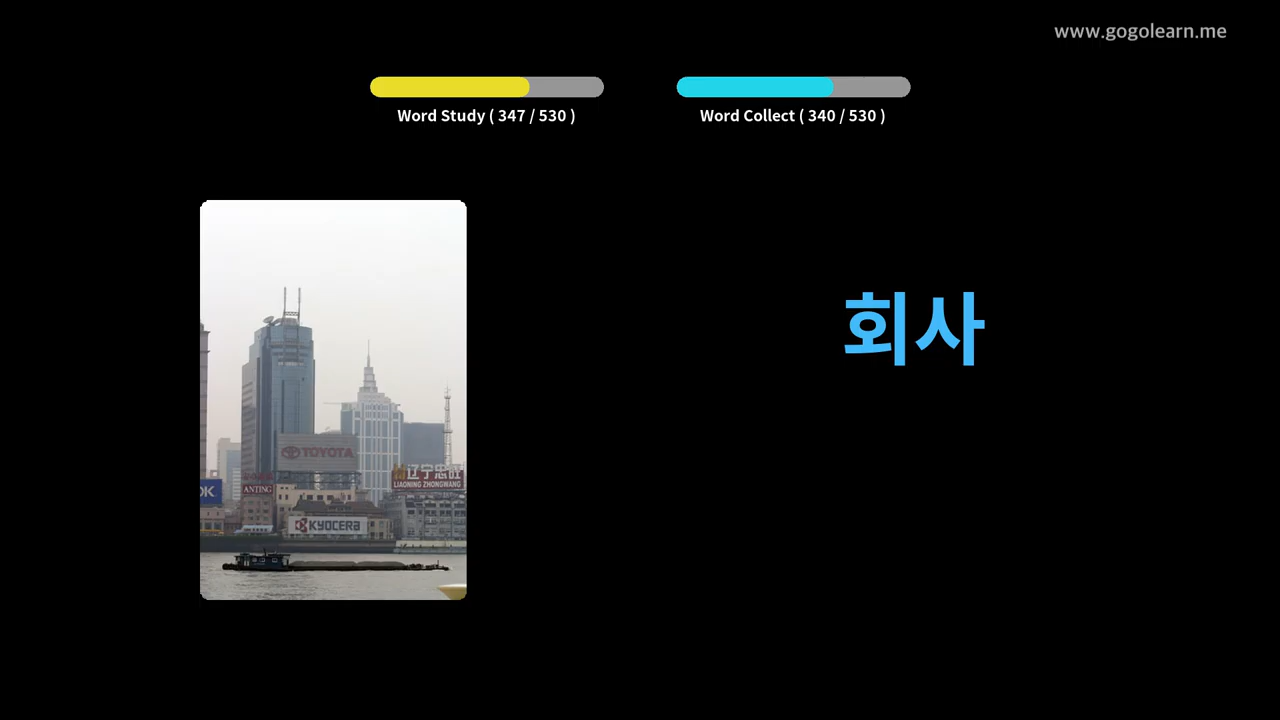 www.gogolearn.me
Word Study ( 347 / 530 )
Word Collect ( 340 / 530 )
회사
TOYOTA
辽宁忠旺
LIAONING ZHONGWANG
OK
ANTING
KYOCERA